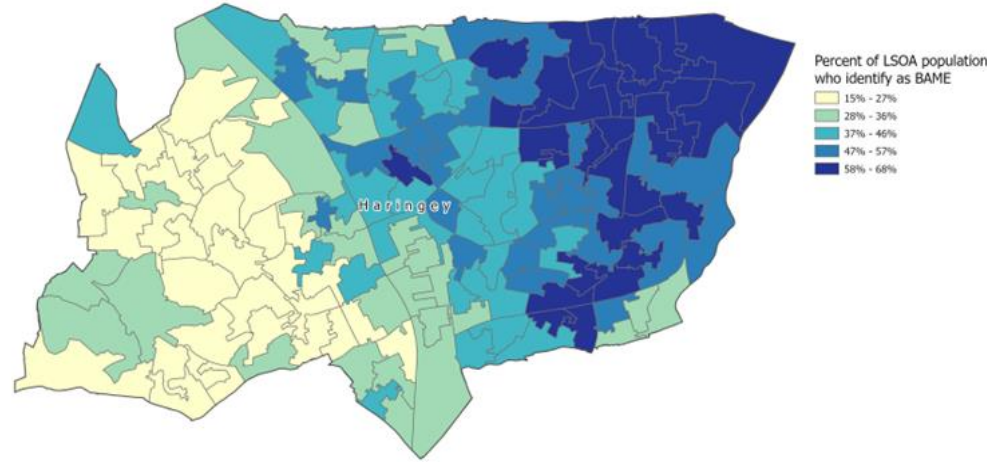 Percent of LSOA population
who identify as BAME
15% - 27%
28% - 36%
37% - 46%
47% - 57%
58% - 68%
Haringey